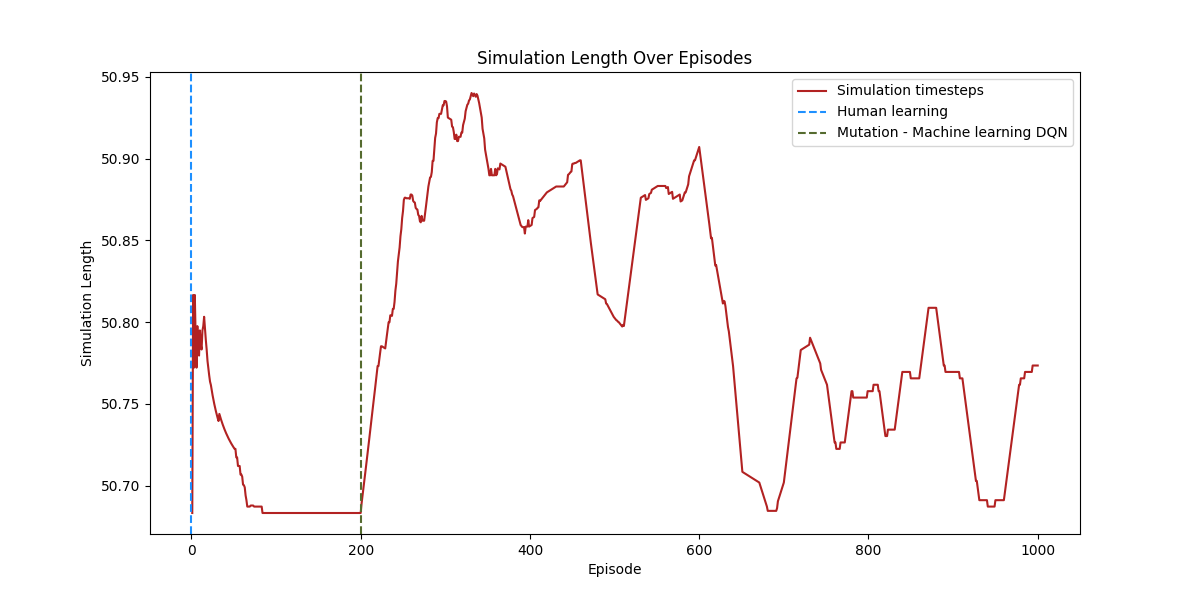 Simulation Length Over Episodes
Simulation timesteps
Human learning
Mutation - Machine learning DQN
Simulation Length
50.95
50.90
50.85
50.80
50.75
50.70
0 200 400 600 800 1000
Episode